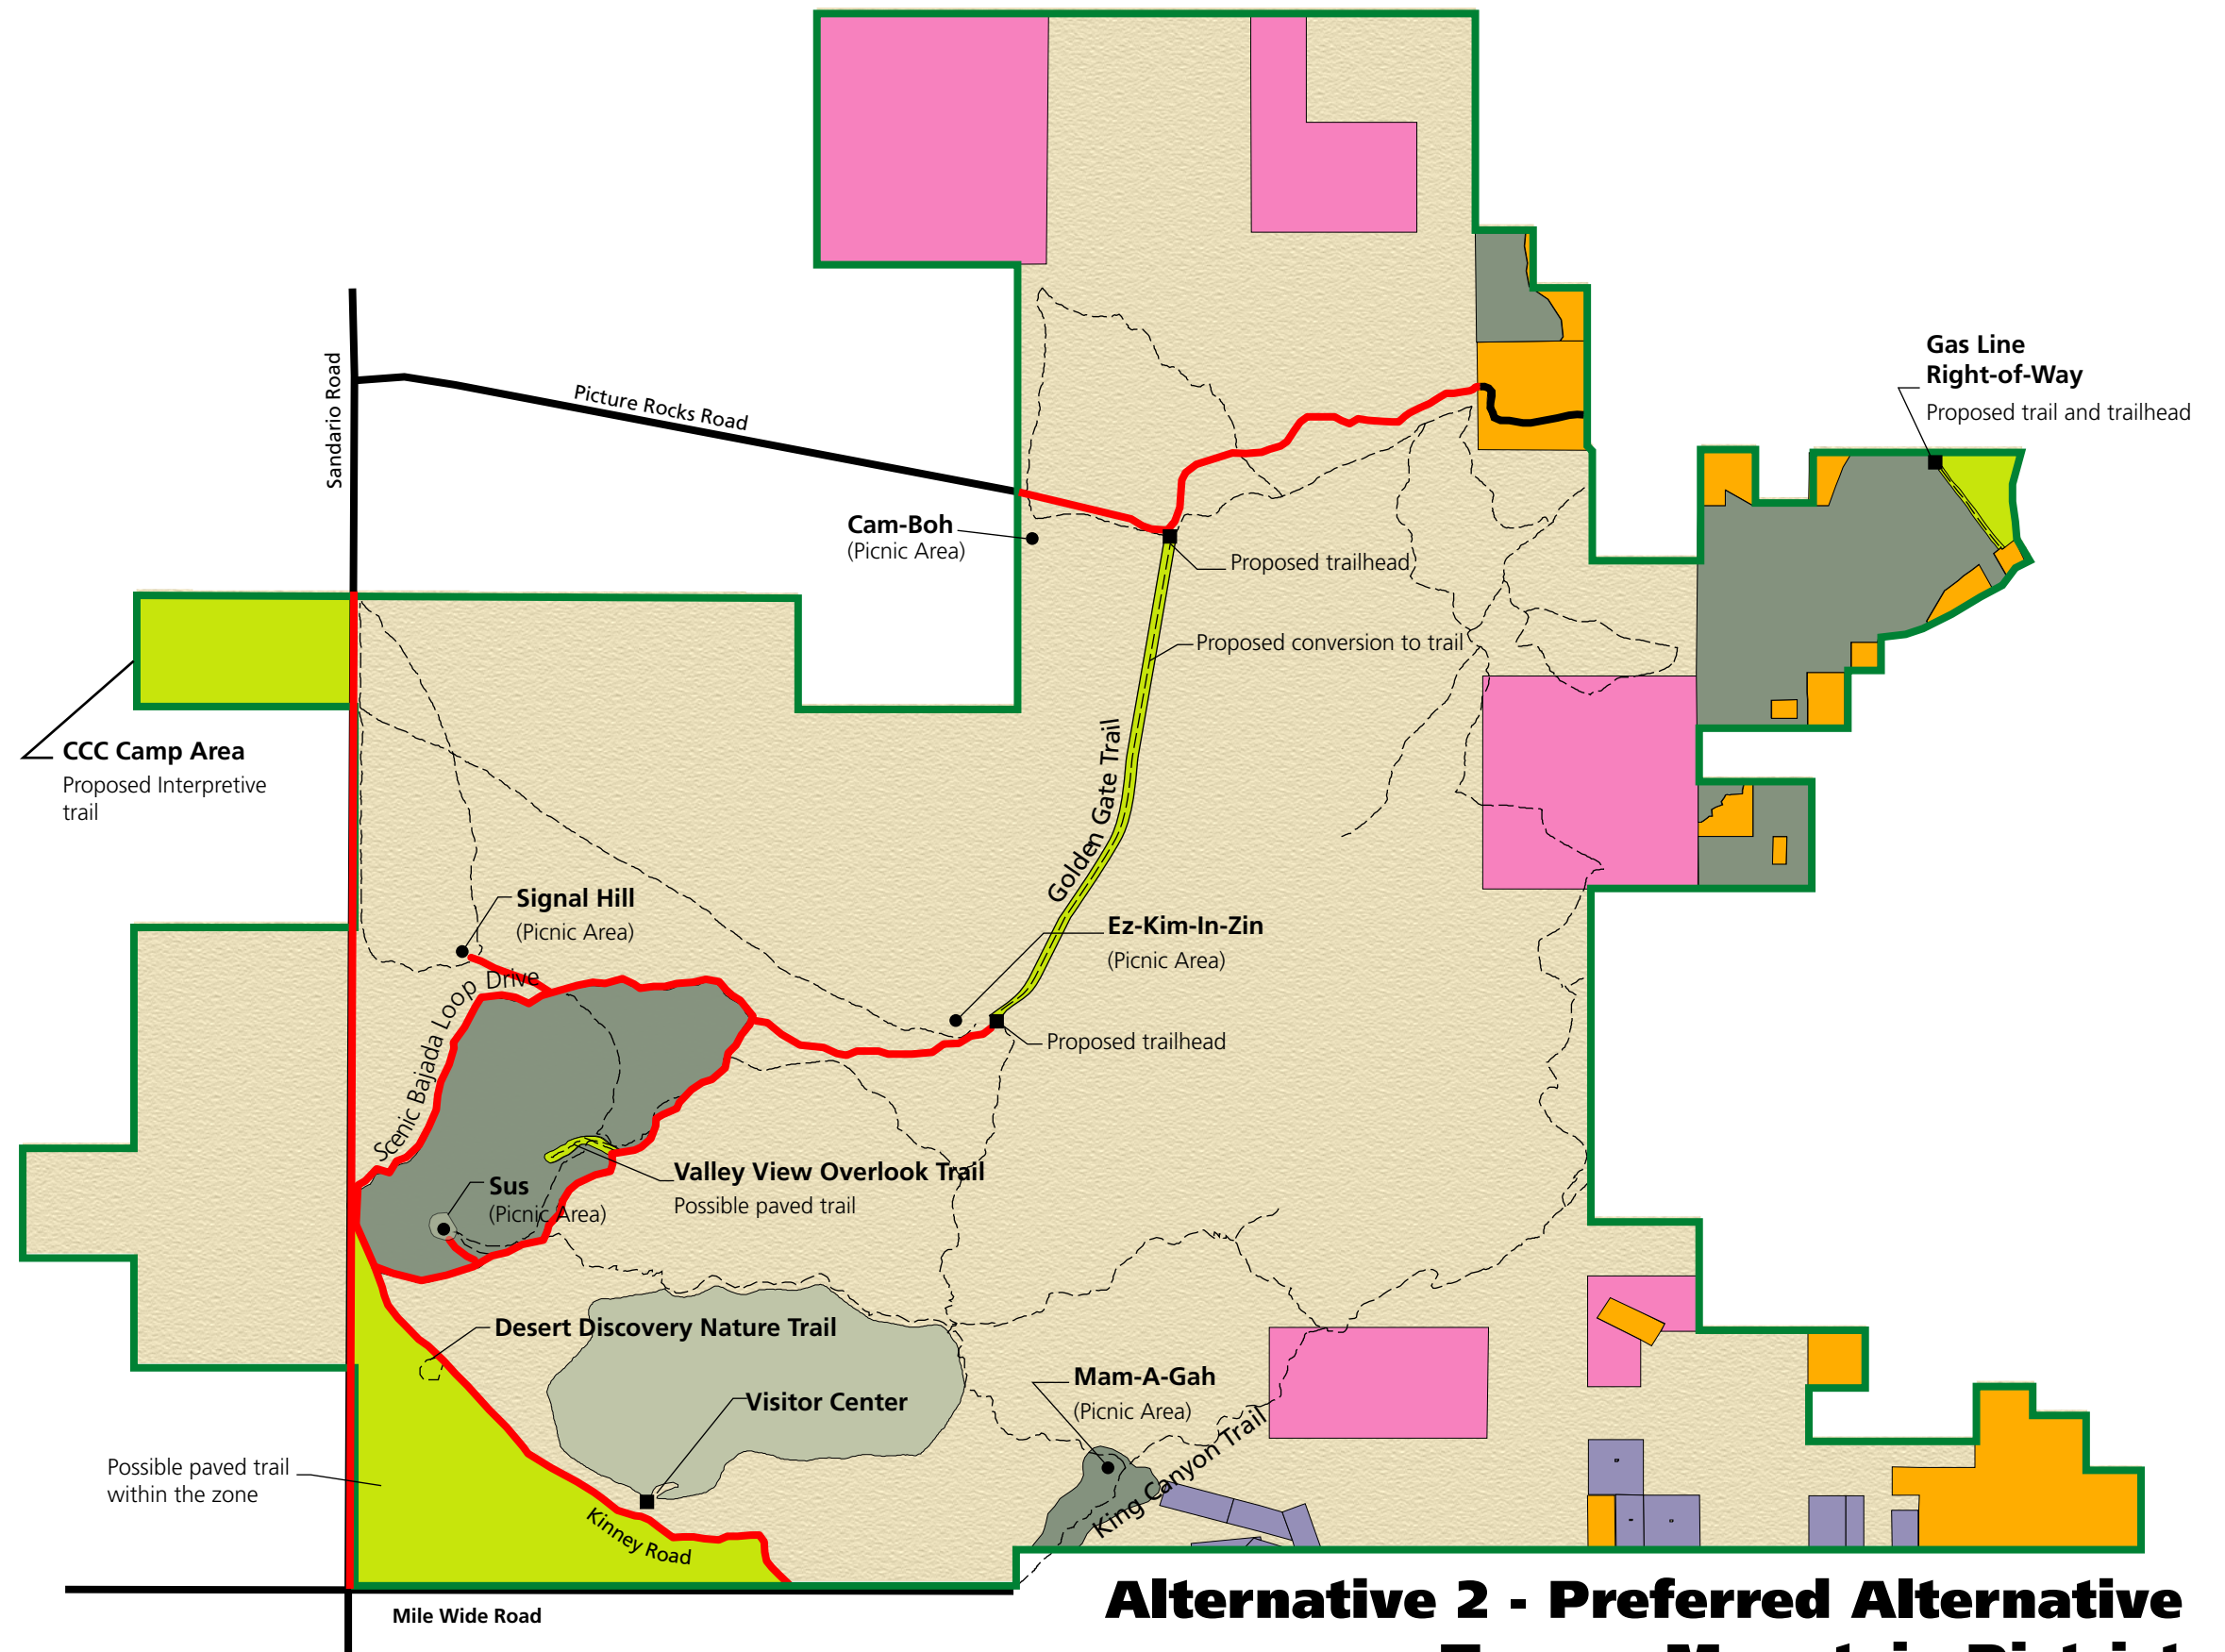 Gas Line
Right-of-Way
Proposed trail and trailhead
Sandario Road
Picture Rocks Road
Cam-Boh
(Picnic Area)
Proposed trailhead
Proposed conversion to trail
CCC Camp Area
Proposed Interpretive
trail
Golden Gate Trail
Signal Hill
(Picnic Area)
Ez-Kim-In-Zin
(Picnic Area)
Scenic Bajada Loop Drive
Proposed trailhead
Valley View Overlook Trail
Possible paved trail
Sus
(Picnic Area)
Desert Discovery Nature Trail
Mam-A-Gah
(Picnic Area)
Visitor Center
King Canyon Trail
Possible paved trail
within the zone
Kinney Road
Mile Wide Road
Alternative 2 - Preferred Alternative
Mountain District